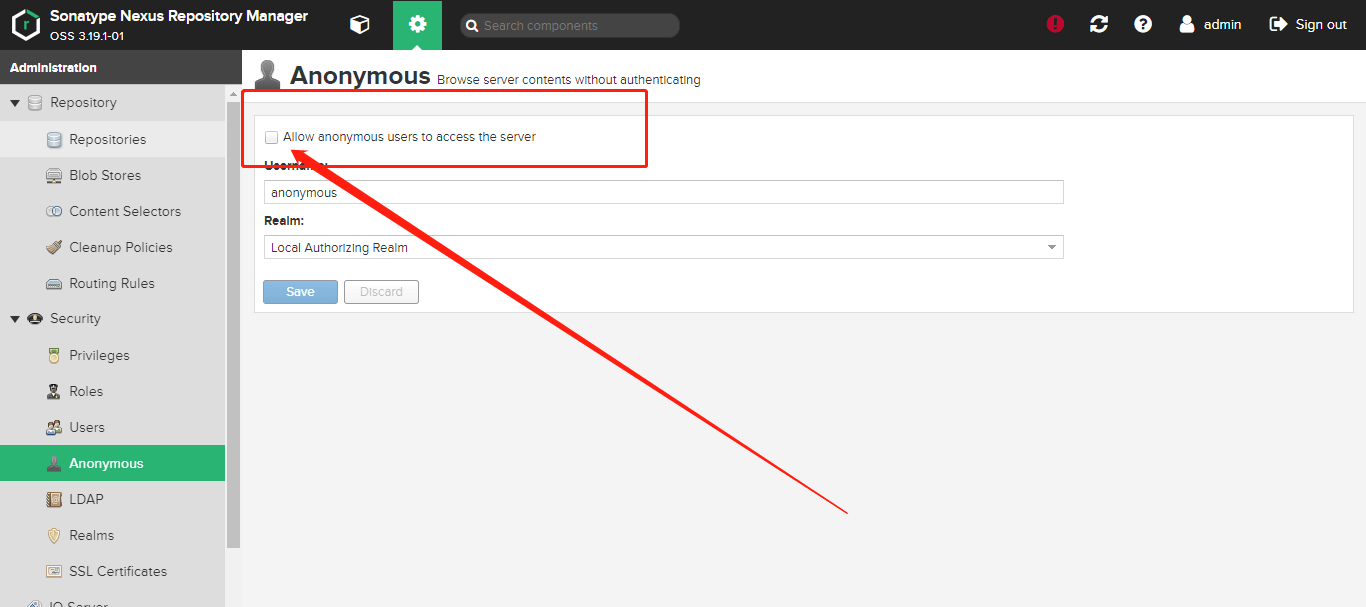 Sonatype Nexus Repository Manager
OSS 3.19.1-01
Search components
admin
Sign out
Administration
Repository
Repositories
Blob Stores
Content Selectors
Cleanup Policies
Routing Rules
Security
Privileges
Roles
Users
Anonymous
LDAP
Realms
SSL Certificates
IQ Server
Anonymous Browse server contents without authenticating
Allow anonymous users to access the server
Username:
anonymous
Realm:
Local Authorizing Realm
Save
Discard